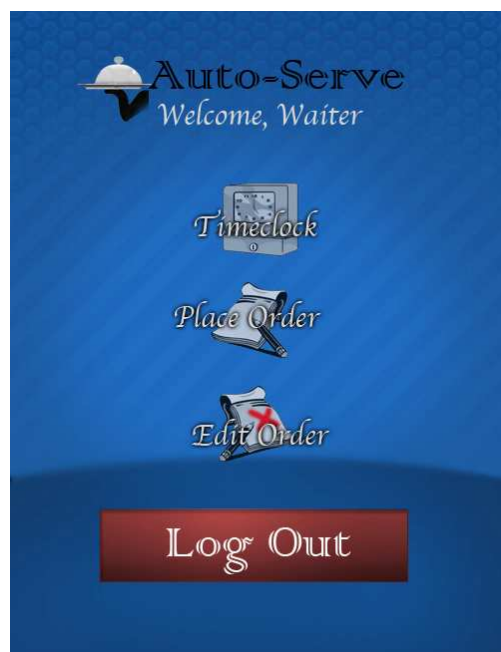 Auto-Serve
Welcome, Waiter
Timeclock
Place Order
Edit Order
Log Out